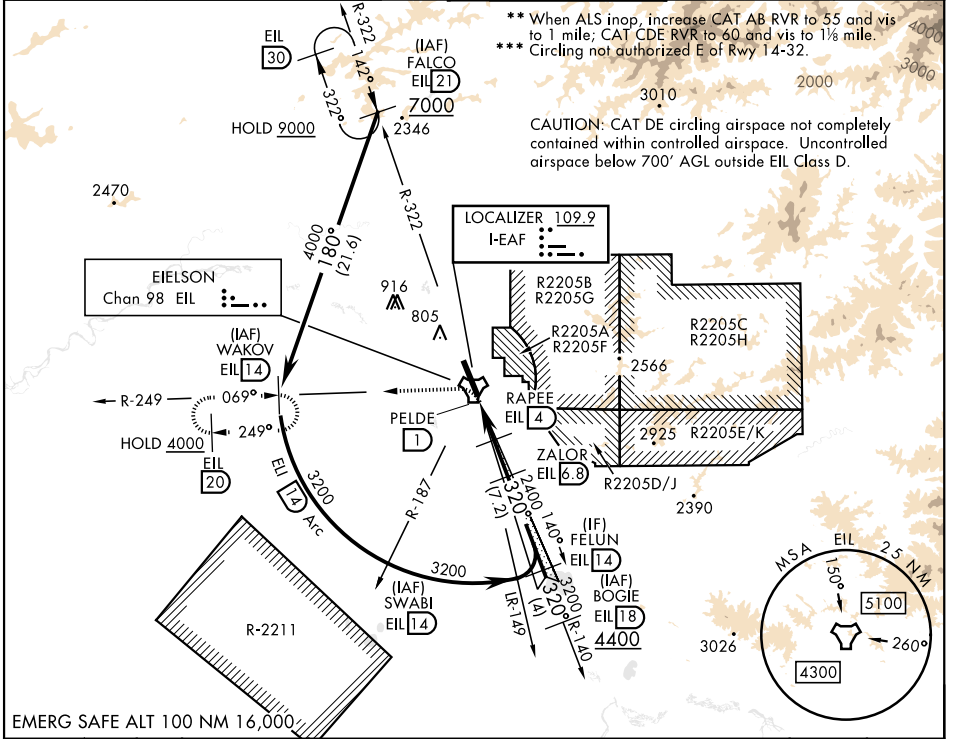 ** When ALS inop, increase CAT AB RVR to 55 and vis
to 1 mile; CAT CDE RVR to 60 and vis to 1⅛ mile.
*** Circling not authorized E of Rwy 14-32.
4000
3000
2000
3010
CAUTION: CAT DE circling airspace not completely
contained within controlled airspace. Uncontrolled
airspace below 700' AGL outside EIL Class D.
R-322
EIL
30
142°
322°
HOLD 9000
(IAF)
FALCO
EIL 21
7000
2346
R-322
2470
4000
180°
(21.6)
LOCALIZER 109.9
I-EAF
EIELSON
Chan 98 EIL
916
805
R2205B
R2205G
R2205A
R2205F
R2205C
R2205H
2566
(IAF)
WAKOV
EIL 14
R-249
069°
249°
HOLD 4000
EIL
20
PELDE
1
RAPEE
EIL 4
ZALOR
EIL 6.8
2925
R2205E/K
R2205D/J
2390
ELI 14 Arc
3200
R-187
3200
2400
320°
(7.2)
140°
(IF)
FELUN
EIL 14
(IAF)
BOGIE
EIL 18
4400
(IAF)
SWABI
EIL 14
LR-149
(4)
320°
3200
R-140
3026
R-2211
MSA EIL 25 NM
150°
5100
260°
4300
EMERG SAFE ALT 100 NM 16,000